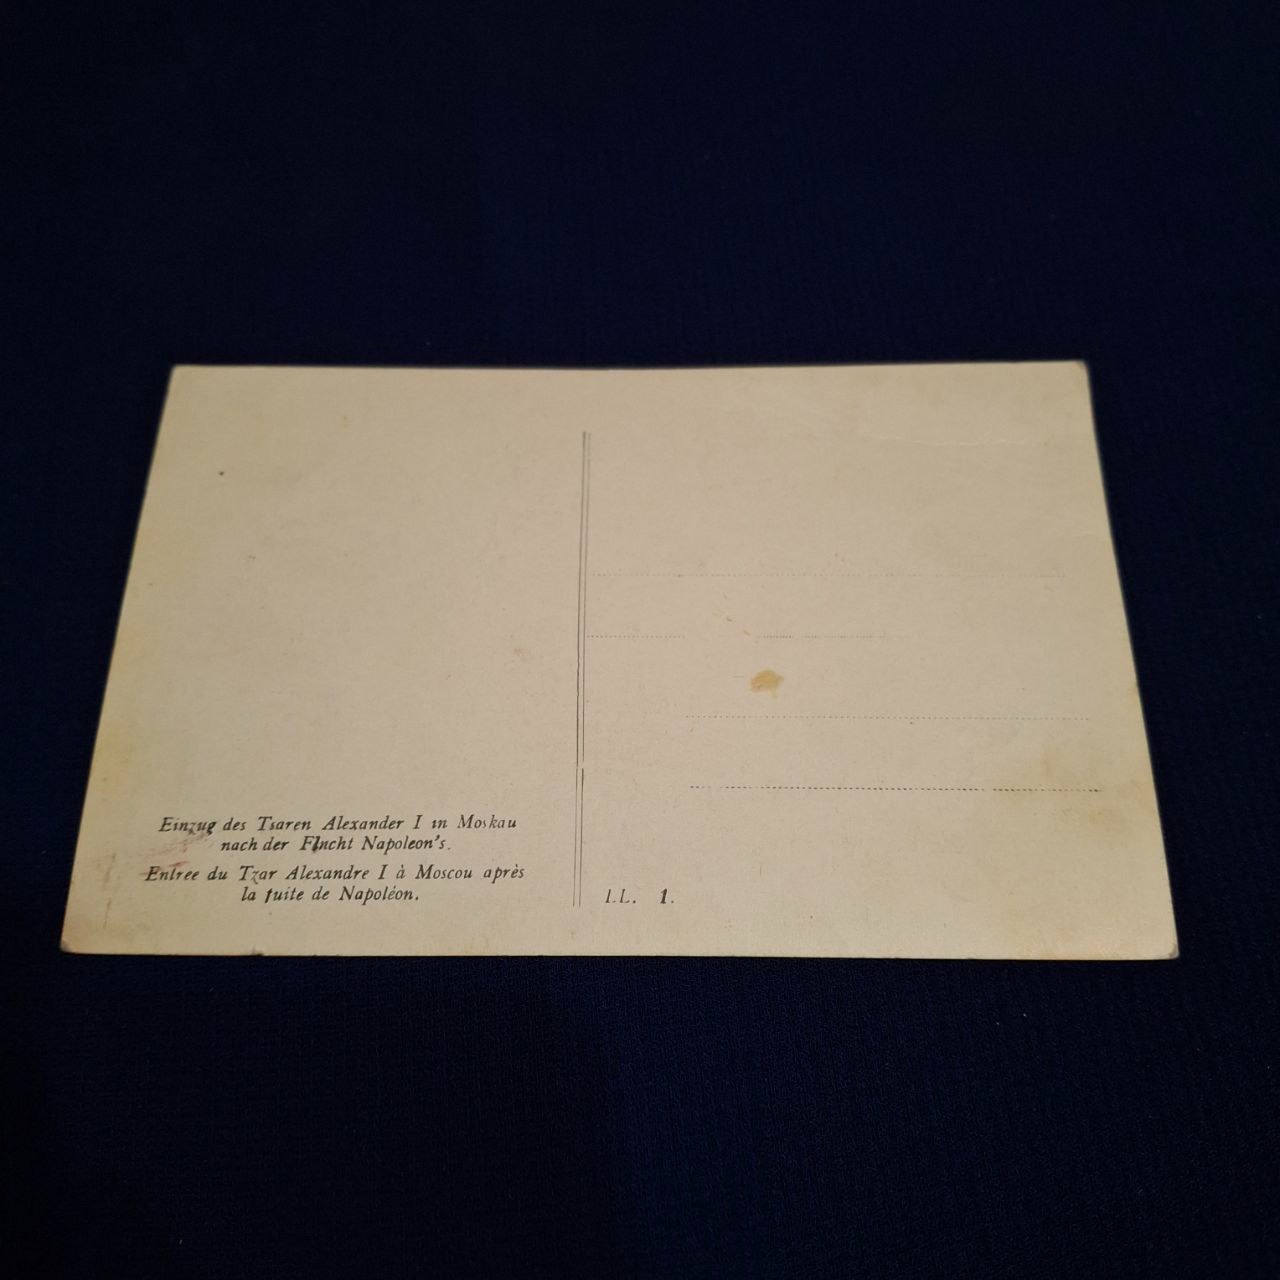 Einzug des Tsaren Alexander I in Moskau
nach der Flncht Napoleon's.
Entree du Tzar Alexandre I à Moscou après
la fuite de Napoléon.
I.L. 1.